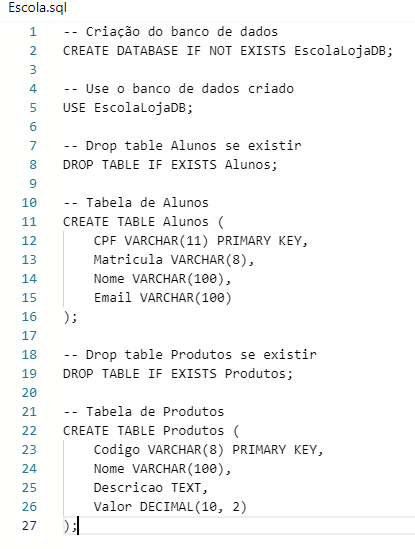 Escola.sql
1 -- Criação do banco de dados
2 CREATE DATABASE IF NOT EXISTS EscolaLojaDB;
3
4 -- Use o banco de dados criado
5 USE EscolaLojaDB;
6
7 -- Drop table Alunos se existir
8 DROP TABLE IF EXISTS Alunos;
9
10 -- Tabela de Alunos
11 CREATE TABLE Alunos (
12     CPF VARCHAR(11) PRIMARY KEY,
13     Matricula VARCHAR(8),
14     Nome VARCHAR(100),
15     Email VARCHAR(100)
16 );
17
18 -- Drop table Produtos se existir
19 DROP TABLE IF EXISTS Produtos;
20
21 -- Tabela de Produtos
22 CREATE TABLE Produtos (
23     Codigo VARCHAR(8) PRIMARY KEY,
24     Nome VARCHAR(100),
25     Descricao TEXT,
26     Valor DECIMAL(10, 2)
27 );